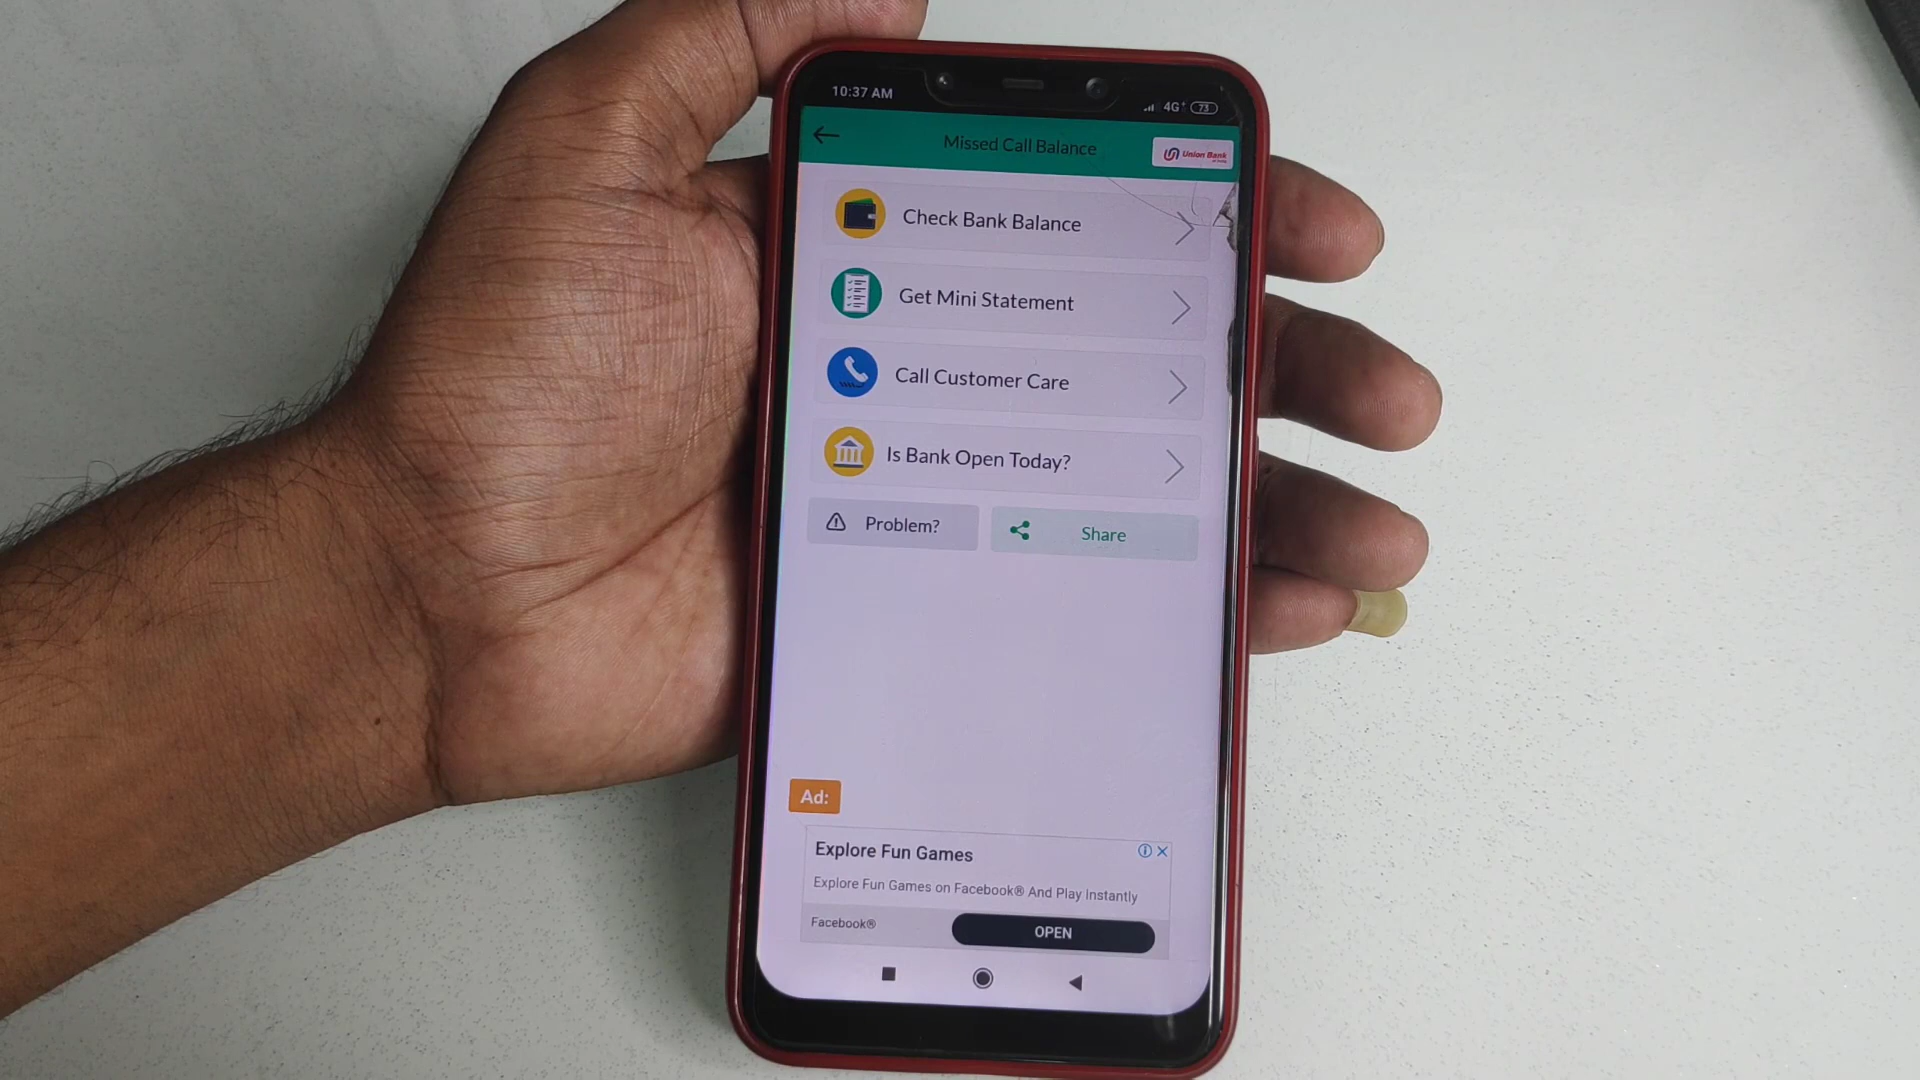 10:37 AM
4G+ 73
Missed Call Balance
Union Bank
Check Bank Balance
Get Mini Statement
Call Customer Care
Is Bank Open Today?
Problem?
Share
Ad:
Explore Fun Games
Explore Fun Games on Facebook® And Play Instantly
Facebook®
OPEN